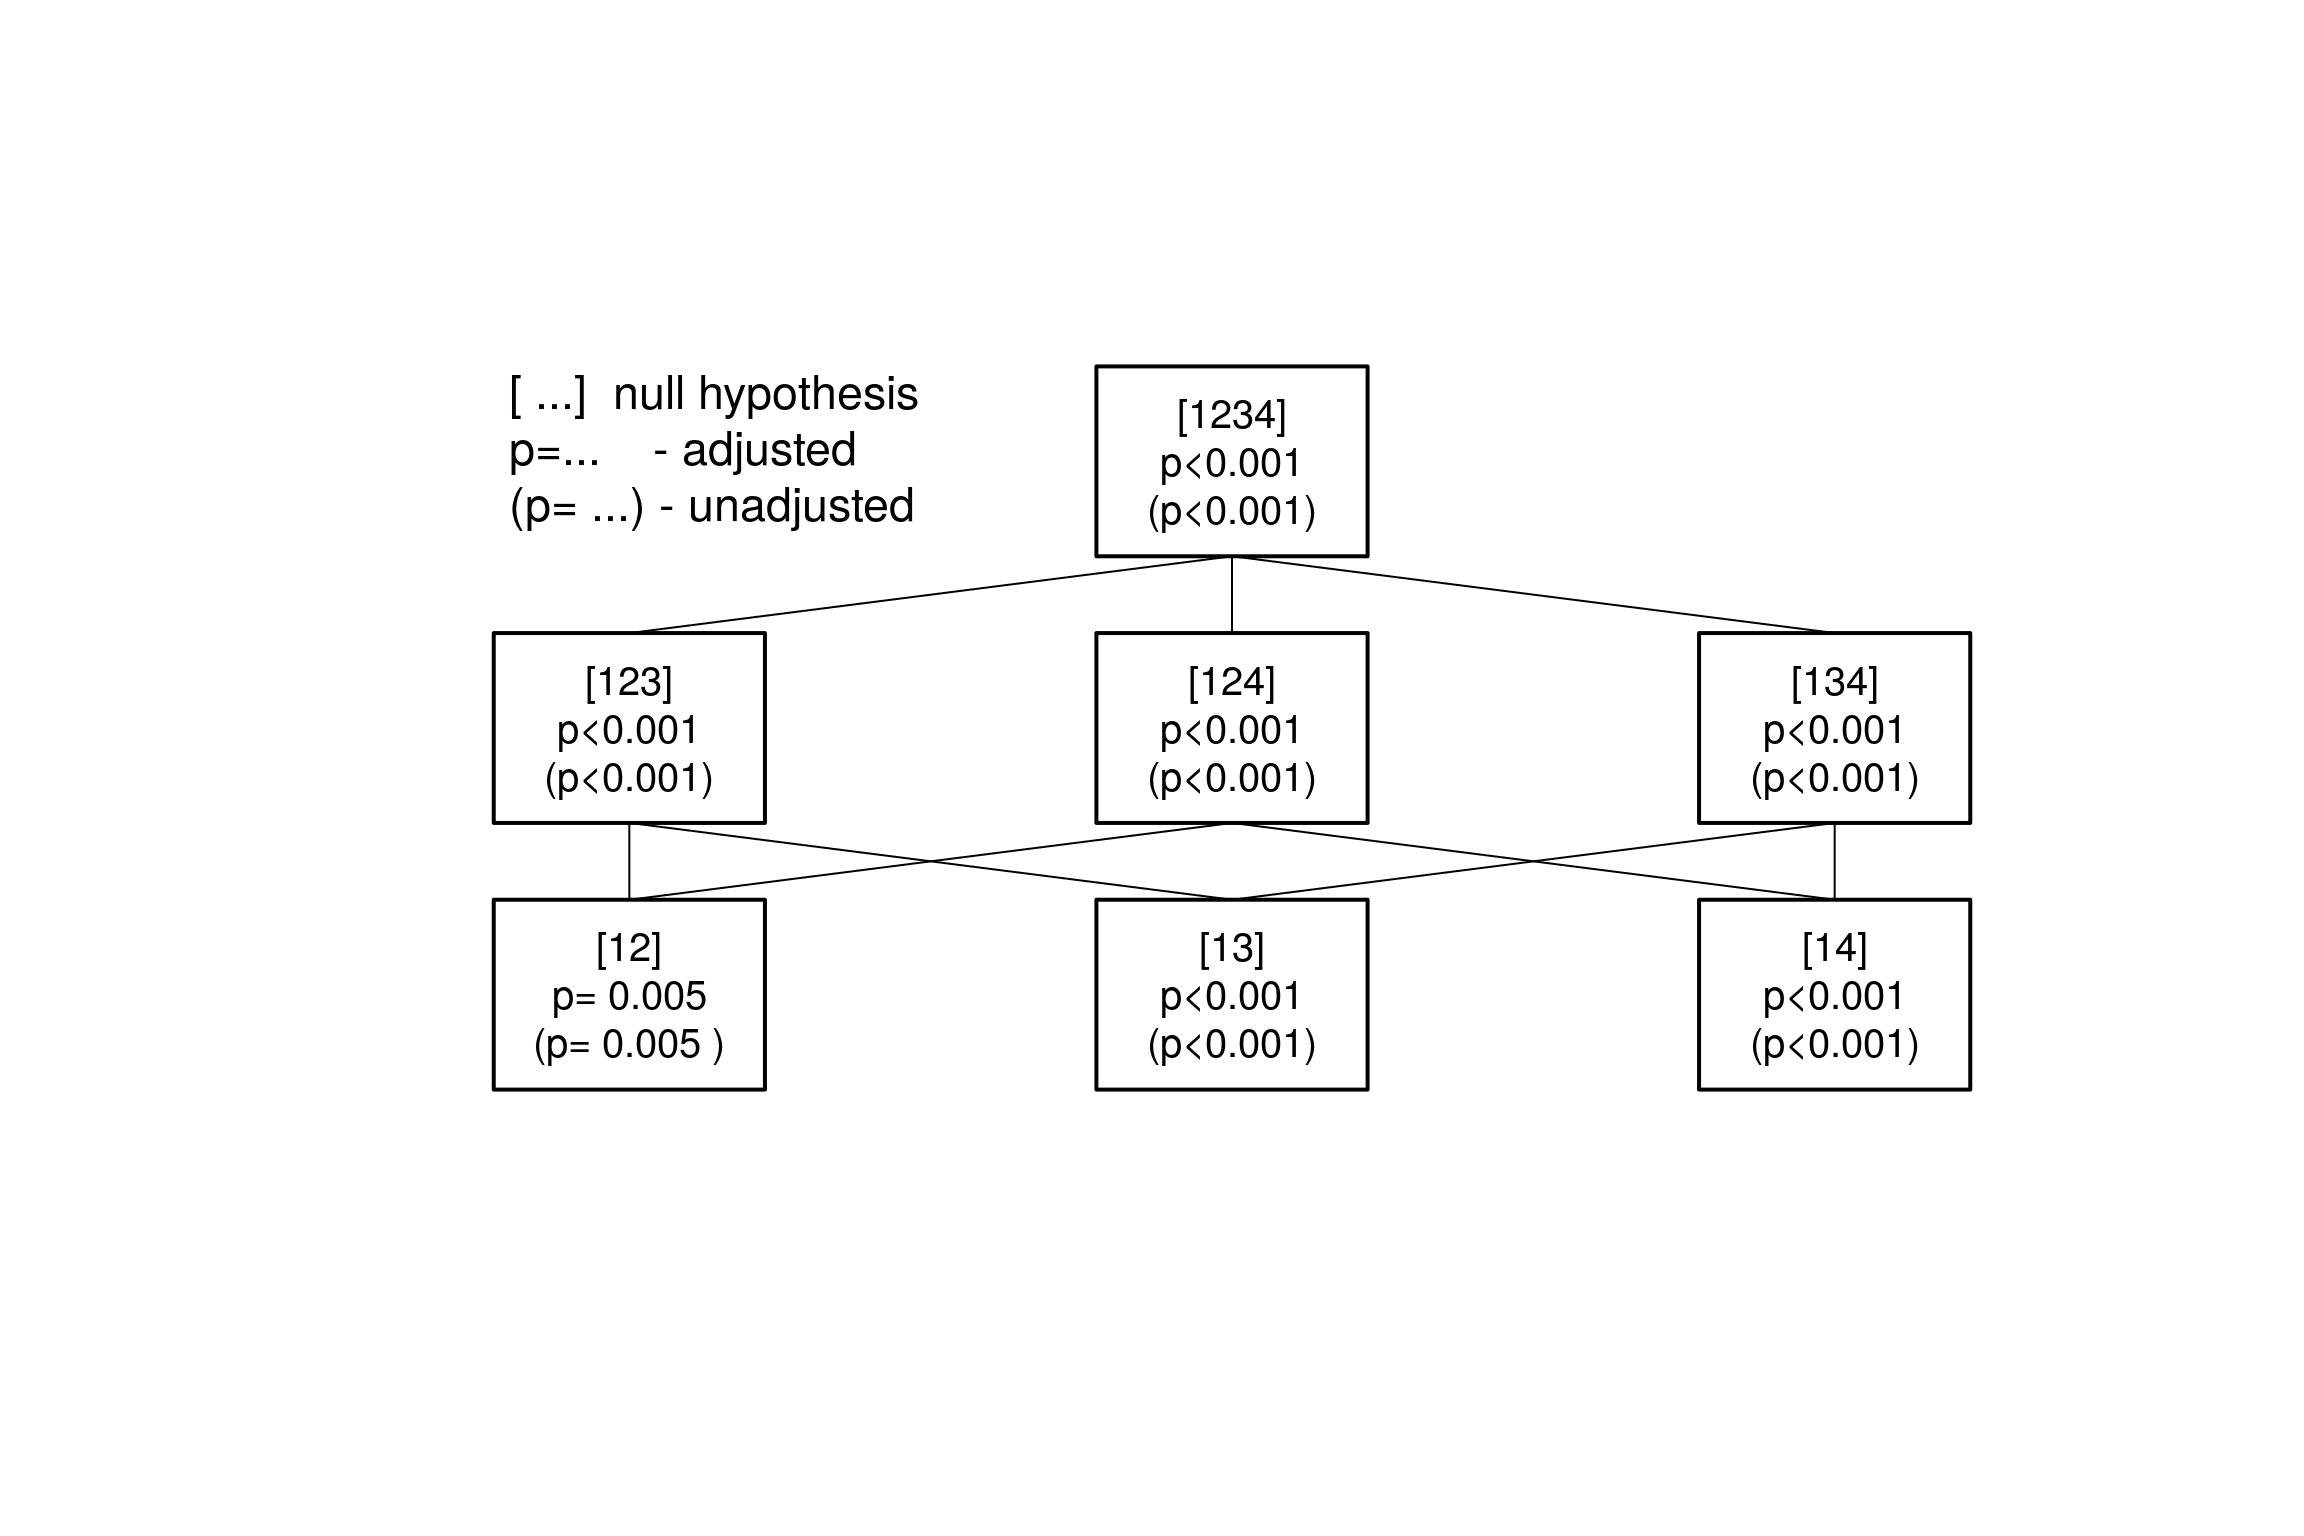 [ ...]  null hypothesis
p=...    - adjusted
(p= ...) - unadjusted
[1234]
p<0.001
(p<0.001)
[123]
p<0.001
(p<0.001)
[124]
p<0.001
(p<0.001)
[134]
p<0.001
(p<0.001)
[12]
p= 0.005
(p= 0.005 )
[13]
p<0.001
(p<0.001)
[14]
p<0.001
(p<0.001)